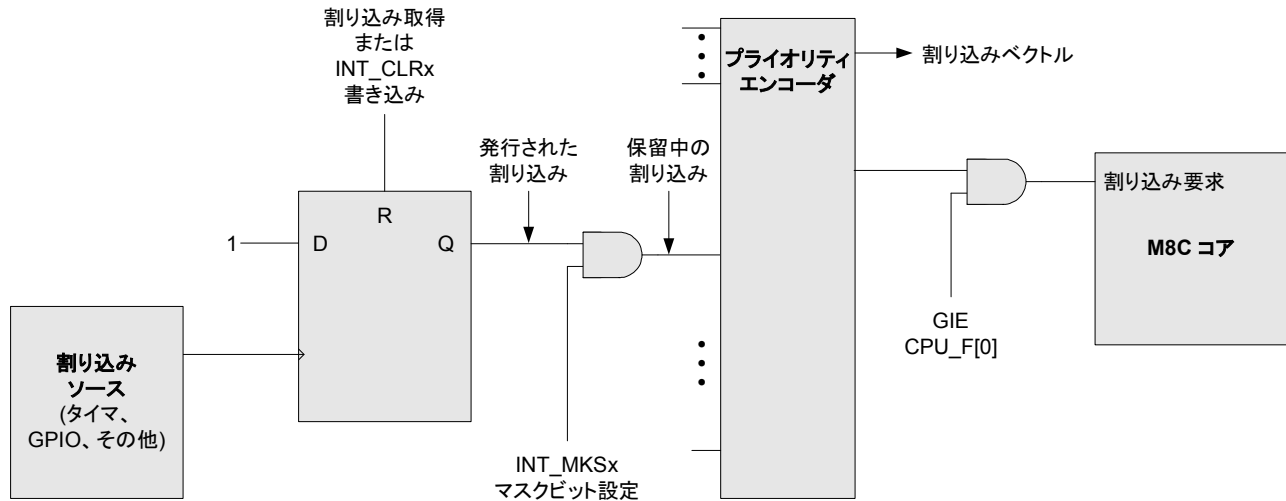 割り込み取得
または
INT_CLRx
書き込み
発行された
割り込み
保留中の
割り込み
プライオリティ
エンコーダ
割り込みベクトル
R
1
D
Q
割り込み要求
M8C コア
GIE
CPU_F[0]
割り込み
ソース
(タイマ、
GPIO、その他)
INT_MKSx
マスクビット設定